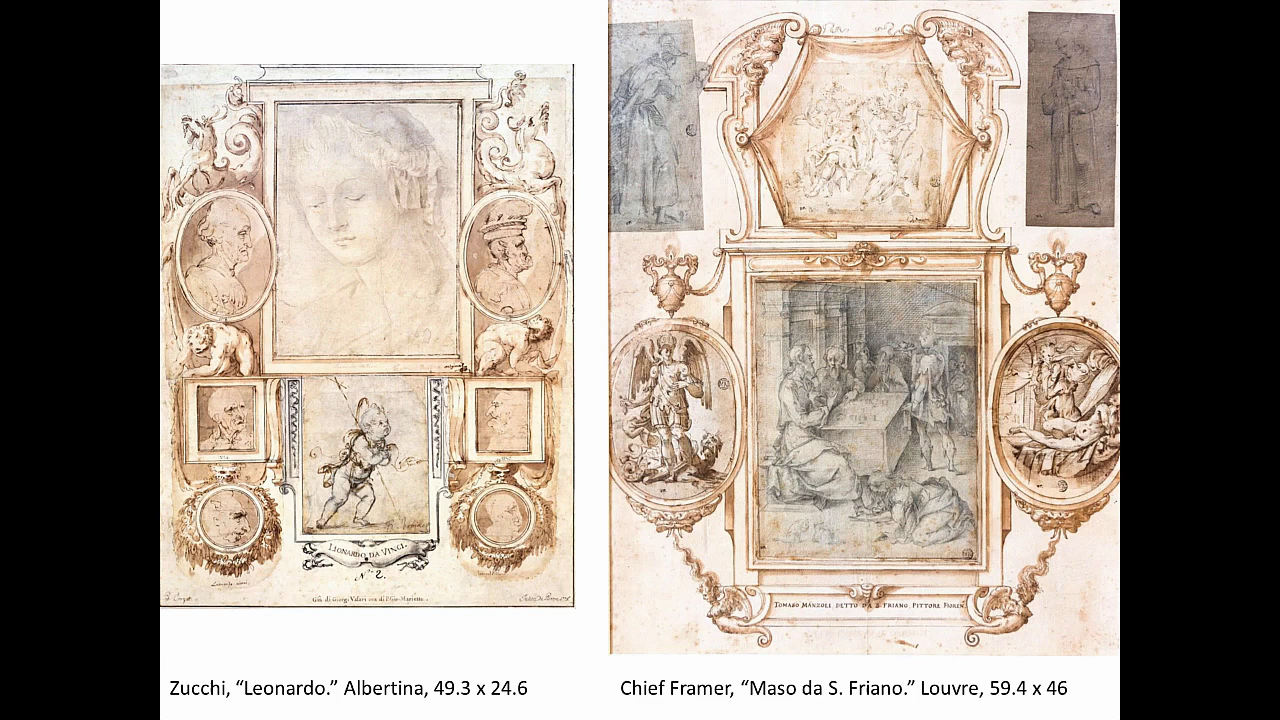 LIONARDO DA VINCI.
N.° 2.
TOMASO MANZOLI DETTO DA S. FRIANO, PITTORE FIOREN.
Zucchi, “Leonardo.” Albertina, 49.3 x 24.6
Chief Framer, “Maso da S. Friano.” Louvre, 59.4 x 46